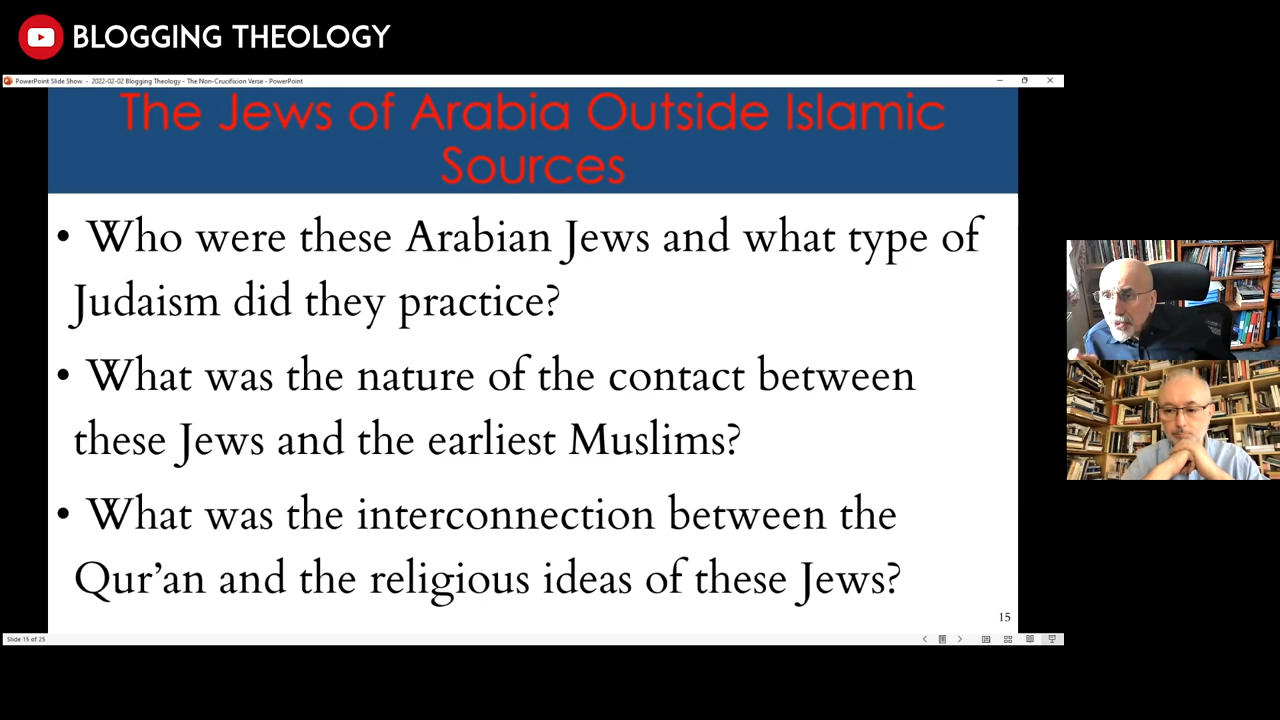 BLOGGING THEOLOGY
PowerPoint Slide Show - 2022-02-02 Blogging Theology - The Non-Crucifixion Verse - PowerPoint
The Jews of Arabia Outside Islamic
Sources
• Who were these Arabian Jews and what type of
Judaism did they practice?
• What was the nature of the contact between
these Jews and the earliest Muslims?
• What was the interconnection between the
Qur’an and the religious ideas of these Jews?
15
Slide 15 of 25